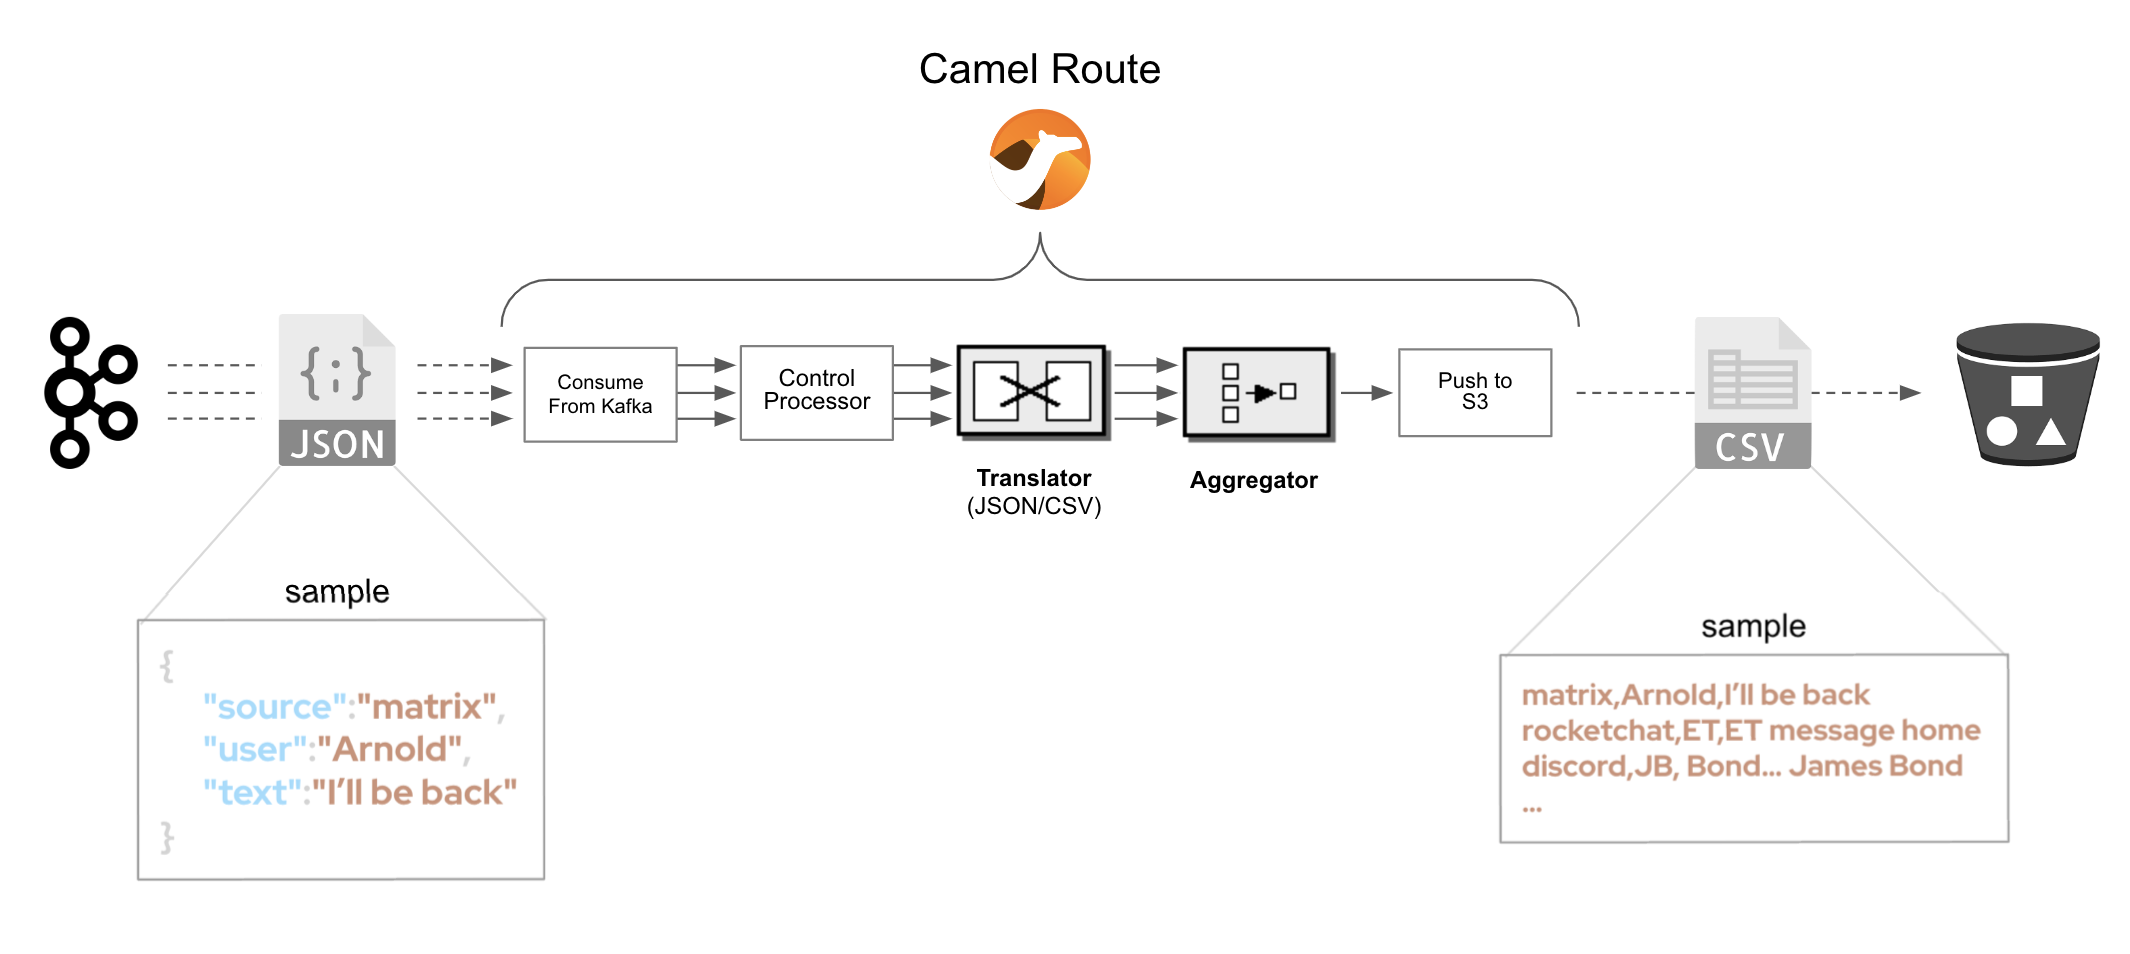 Camel Route
{;}
JSON
Consume
From Kafka
Control
Processor
Translator
(JSON/CSV)
Aggregator
Push to
S3
CSV
sample
{
"source":"matrix",
"user":"Arnold",
"text":"I’ll be back"
}
sample
matrix,Arnold,I’ll be back
rocketchat,ET,ET message home
discord,JB, Bond... James Bond
...